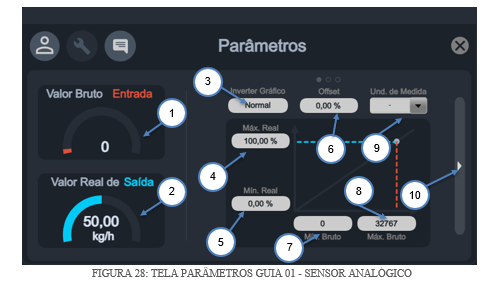 Parâmetros
Valor Bruto Entrada
0
1
Valor Real de Saída
50,00
kg/h
2
3
Inverter Gráfico
Normal
Offset
0,00 %
Und. de Medida
-
Máx. Real
100,00 %
4
6
9
Mín. Real
0,00 %
5
8
10
0
32767
7
Mín. Bruto
Máx. Bruto
FIGURA 28: TELA PARÂMETROS GUIA 01 - SENSOR ANALÓGICO